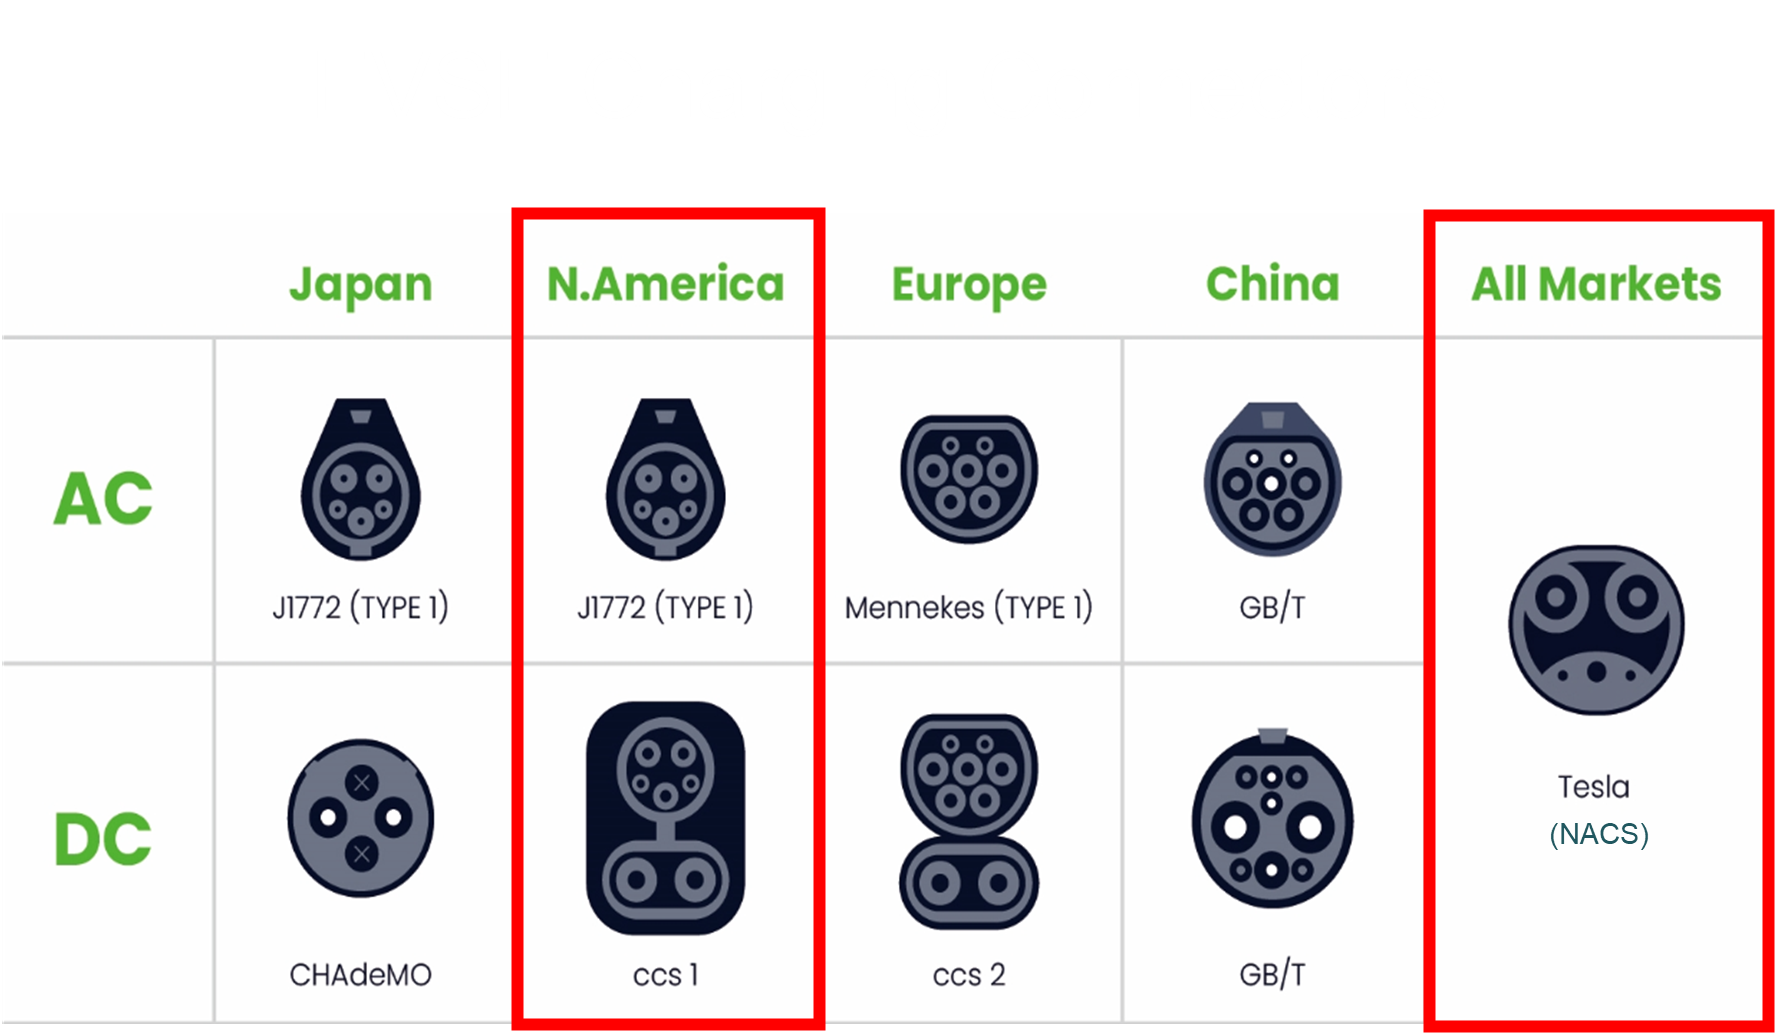 Japan
N.America
Europe
China
All Markets
AC
J1772 (TYPE 1)
J1772 (TYPE 1)
Mennekes (TYPE 1)
GB/T
DC
CHAdeMO
ccs 1
ccs 2
GB/T
Tesla
(NACS)